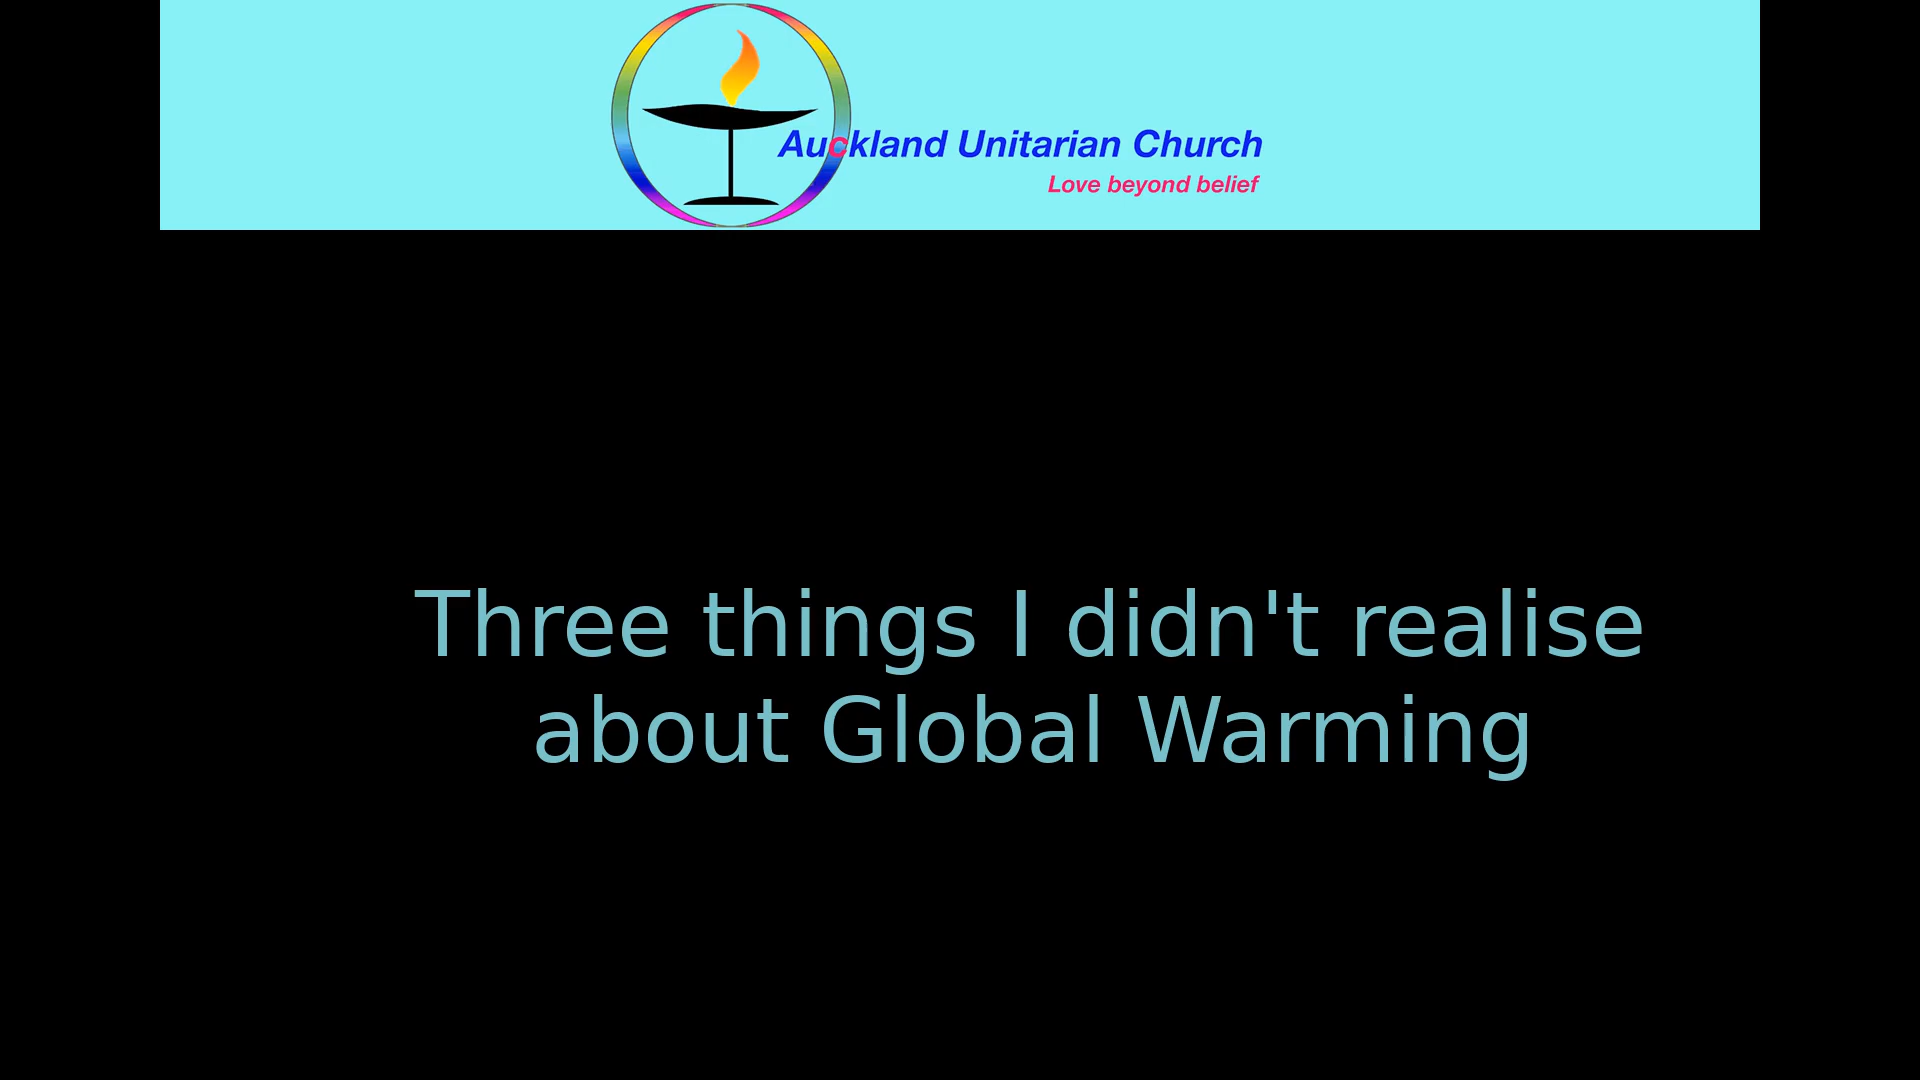 Auckland Unitarian Church
Love beyond belief
Three things I didn't realise
about Global Warming